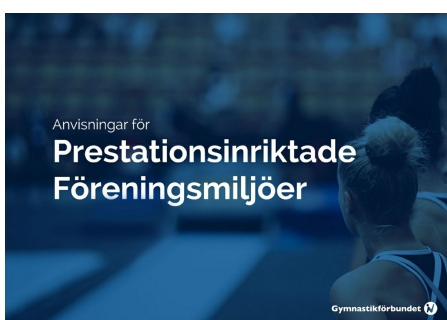 Anvisningar för
Prestationsinriktade
Föreningsmiljöer
Gymnastikförbundet